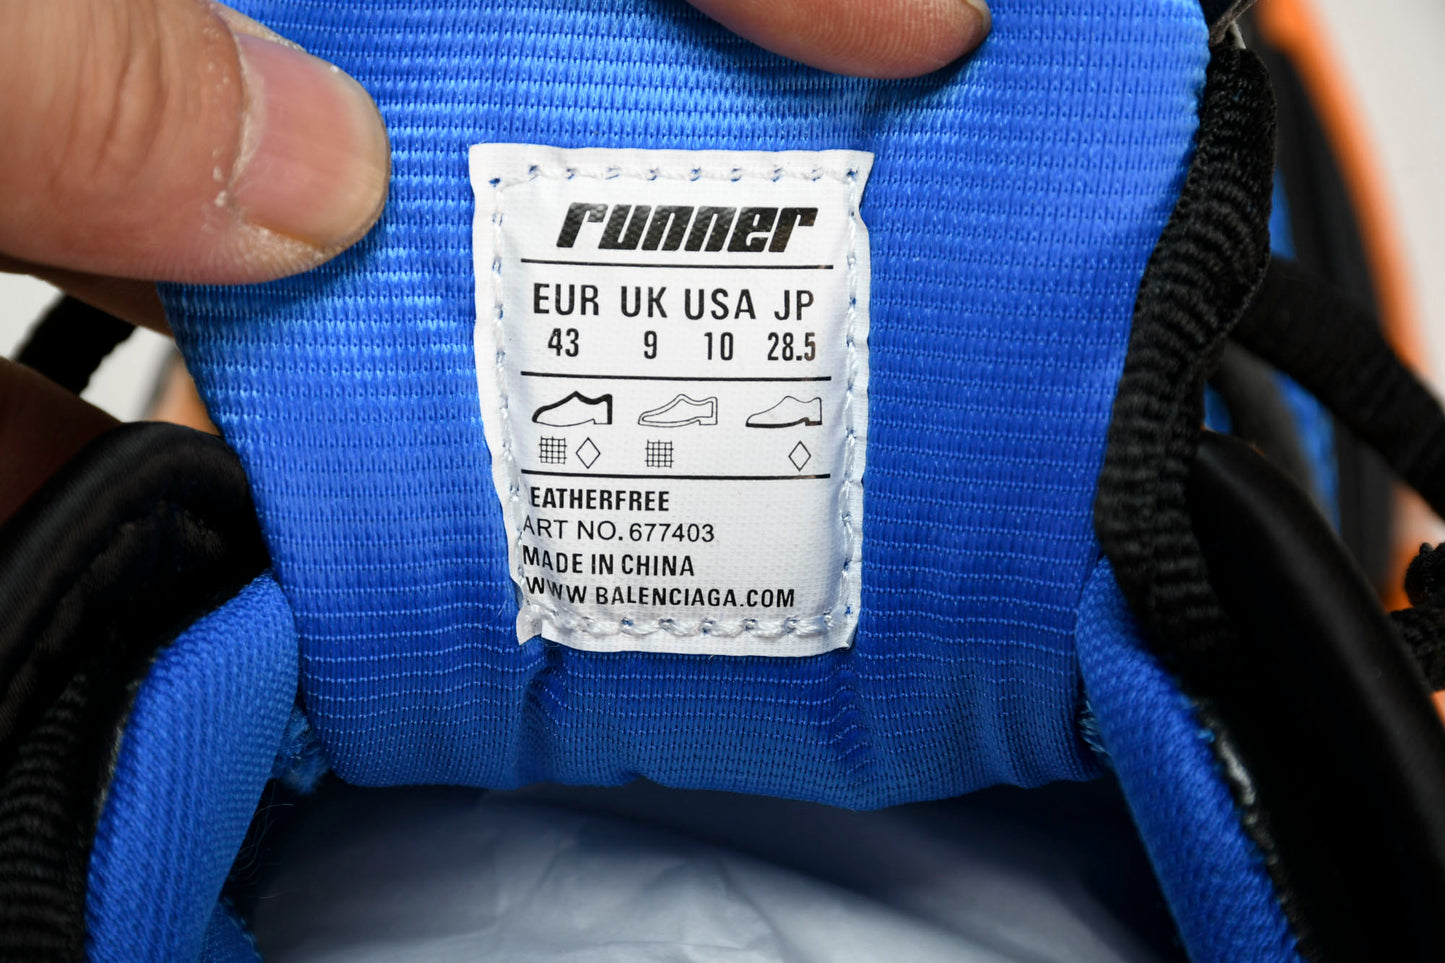 runner
EUR UK USA JP
43 9 10 28.5
EATHERFREE
ART NO. 677403
MADE IN CHINA
WWW BALENCIAGA.COM